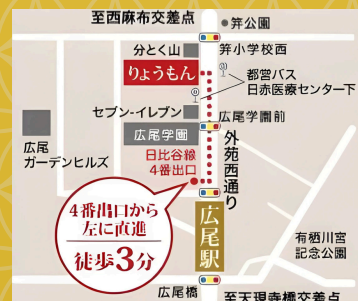 至西麻布交差点
笄公園
分とく山
笄小学校西
りょうもん
都営バス
日赤医療センター下
セブン-イレブン
広尾学園前
広尾学園
広尾
ガーデンヒルズ
日比谷線
4番出口
外苑西通り
4番出口から
左に直進
徒歩3分
広尾駅
有栖川宮
記念公園
広尾橋
至天現寺橋交差点